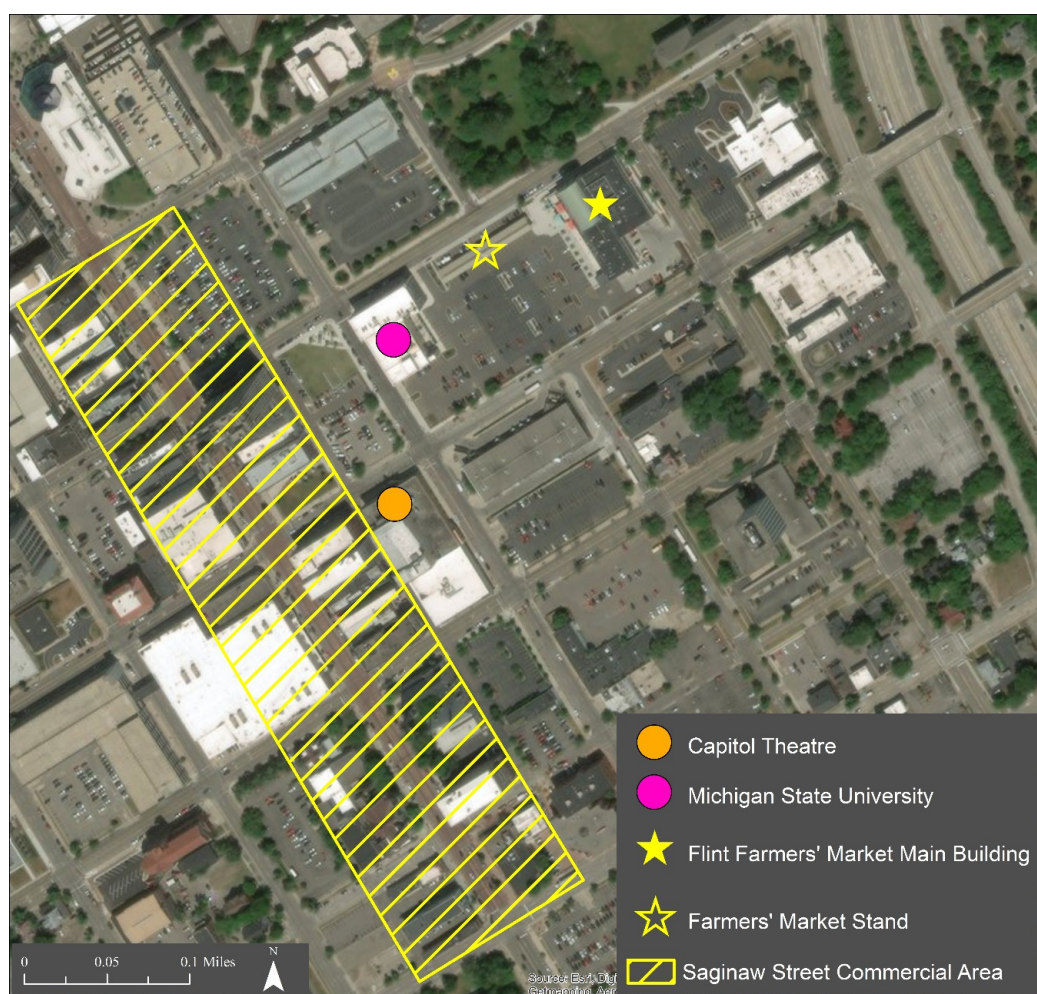 Capitol Theatre
Michigan State University
Flint Farmers' Market Main Building
Farmers' Market Stand
Saginaw Street Commercial Area
0 0.05 0.1 Miles
N
Source: Esri,
Getmapping,